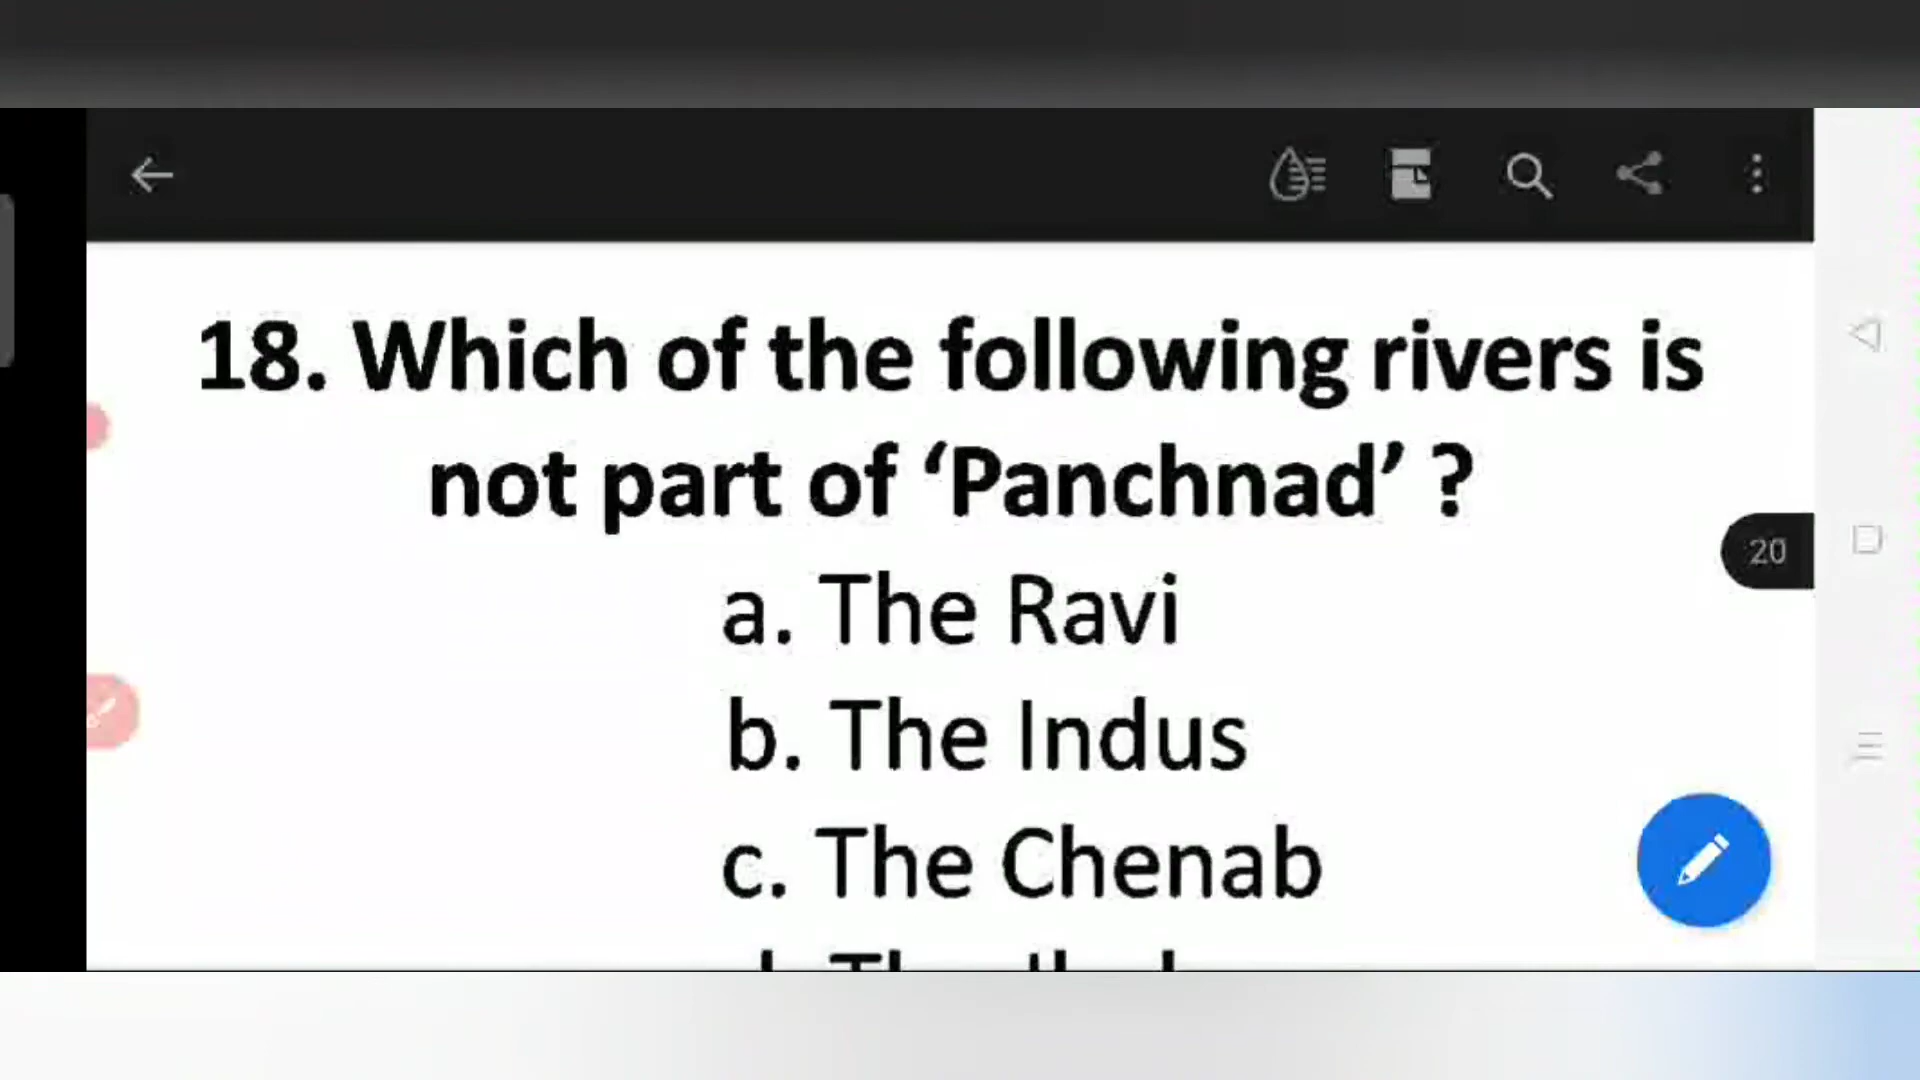 18. Which of the following rivers is
not part of ‘Panchnad’ ?
a. The Ravi
b. The Indus
20
c. The Chenab